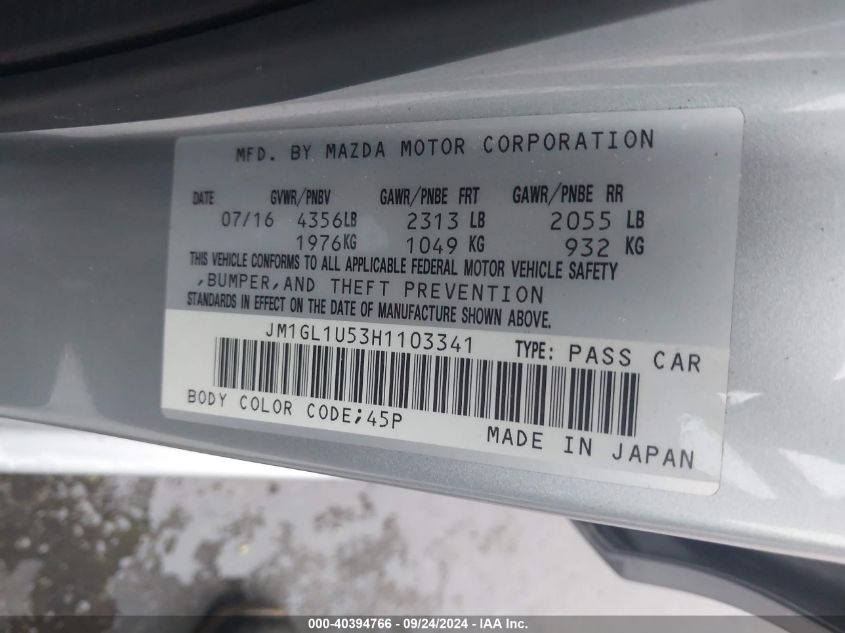 MFD. BY MAZDA MOTOR CORPORATION
DATE GVWR/PNBV GAWR/PNBE FRT GAWR/PNBE RR
07/16 4356LB 2313 LB 2055 LB
1976KG 1049 KG 932 KG
THIS VEHICLE CONFORMS TO ALL APPLICABLE FEDERAL MOTOR VEHICLE SAFETY
,BUMPER,AND THEFT PREVENTION
STANDARDS IN EFFECT ON THE DATE OF MANUFACTURE SHOWN ABOVE.
JM1GL1U53H1103341 TYPE: PASS CAR
BODY COLOR CODE;45P
MADE IN JAPAN
000-40394766 - 09/24/2024 - IAA Inc.